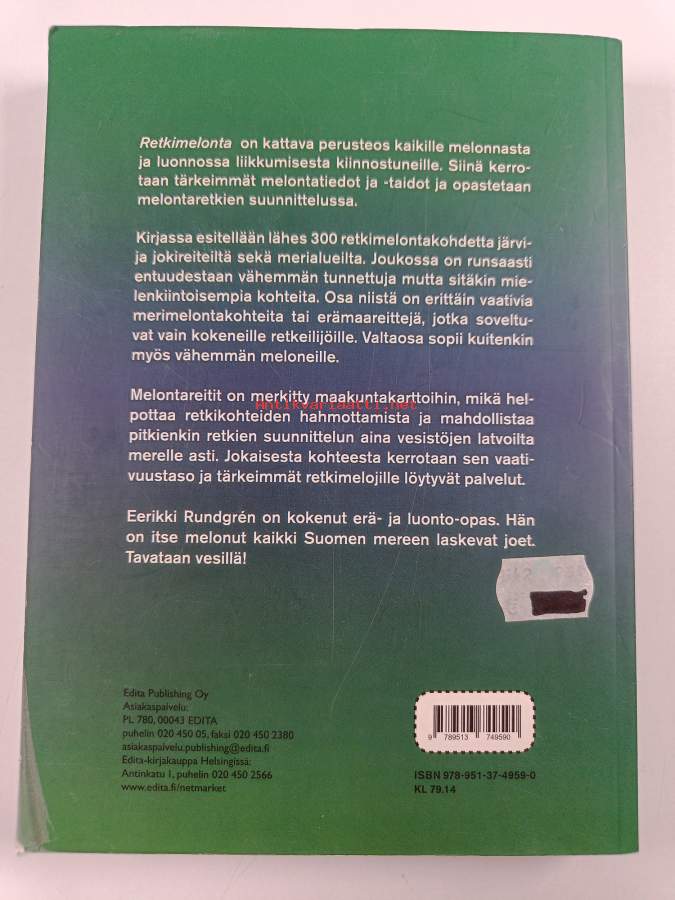 Retkimelonta on kattava perusteos kaikille melonnasta
ja luonnossa liikkumisesta kiinnostuneille. Siinä kerro-
taan tärkeimmät melontatiedot ja -taidot ja opastetaan
melontaretkien suunnittelussa.
Kirjassa esitellään lähes 300 retkimelontakohdetta järvi-
ja jokireiteiltä sekä merialueilta. Joukossa on runsaasti
entuudestaan vähemmän tunnettuja mutta sitäkin mie-
lenkiintoisempia kohteita. Osa niistä on erittäin vaativia
merimelontakohteita tai erämaareittejä, jotka soveltu-
vat vain kokeneille retkeilijöille. Valtaosa sopii kuitenkin
myös vähemmän meloneille.
Melontareitit on merkitty maakuntakarttoihin, mikä hel-
antikvariaatti.net
pottaa retkikohteiden hahmottamista ja mahdollistaa
pitkienkin retkien suunnittelun aina vesistöjen latvoilta
merelle asti. Jokaisesta kohteesta kerrotaan sen vaati-
vuustaso ja tärkeimmät retkimelojille löytyvät palvelut.
Eerikki Rundgrén on kokenut erä- ja luonto-opas. Hän
on itse melonut kaikki Suomen mereen laskevat joet.
Tavataan vesillä!
Edita Publishing Oy
Asiakaspalvelu:
PL 780, 00043 EDITA
puhelin 020 450 05, faksi 020 450 2380
asiakaspalvelu.publishing@edita.fi
Edita-kirjakauppa Helsingissä:
Antinkatu 1, puhelin 020 450 2566
www.edita.fi/netmarket
9 789513 749590
ISBN 978-951-37-4959-0
KL 79.14